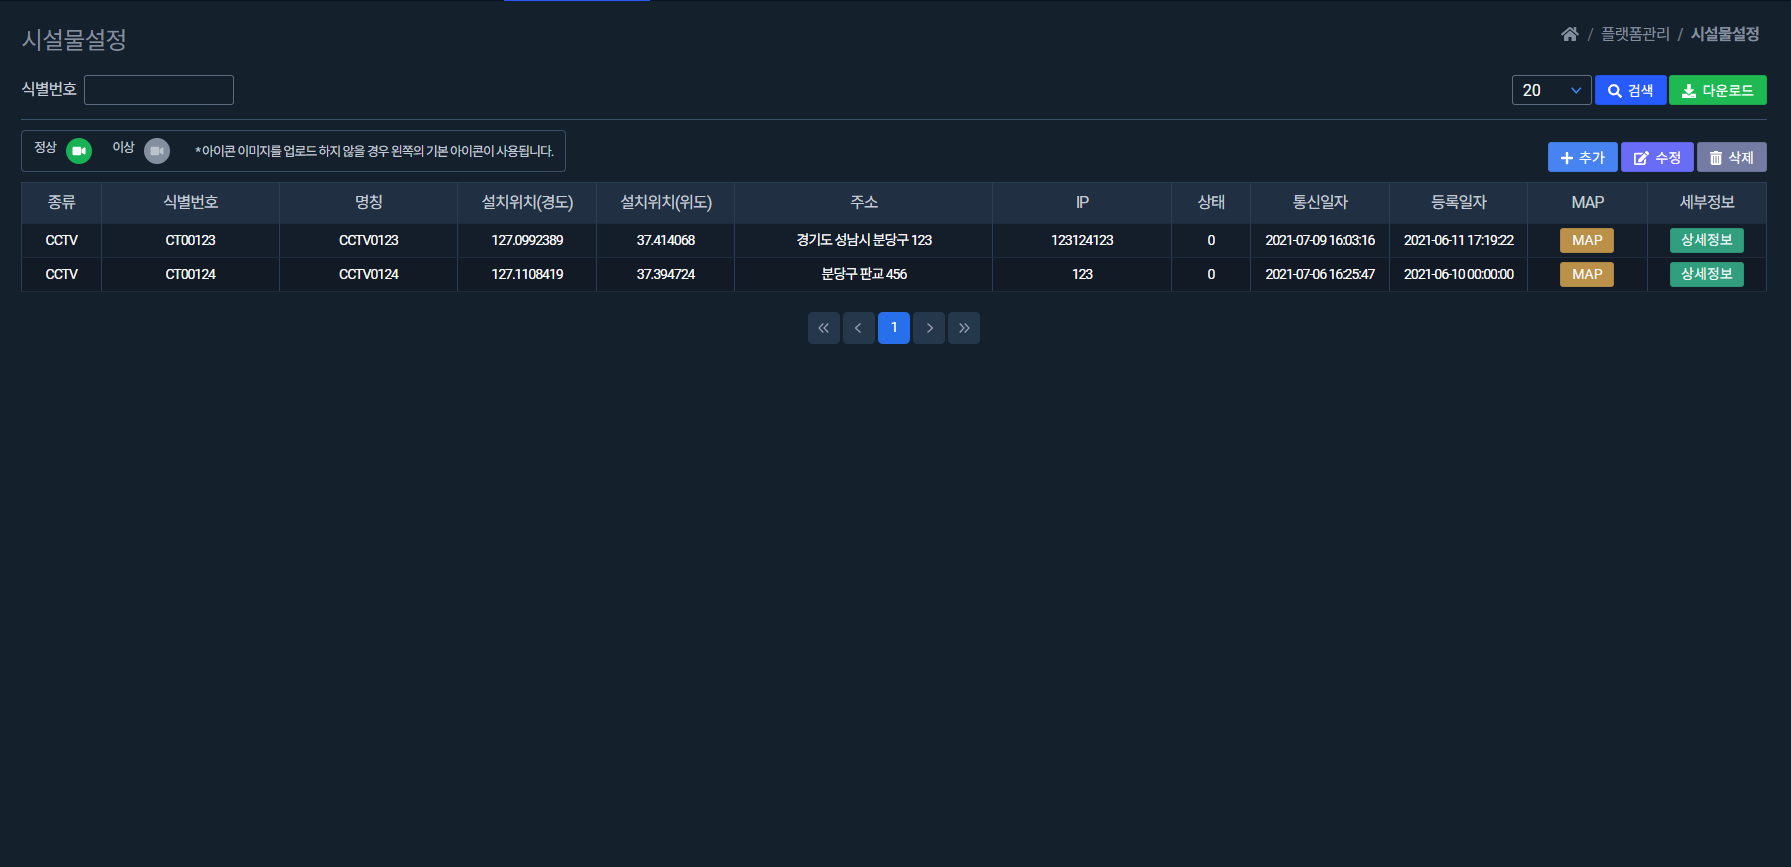 시설물설정
/ 플랫폼관리 / 시설물설정
식별번호
20 검색 다운로드
정상 이상 *아이콘 이미지를 업로드 하지 않을 경우 왼쪽의 기본 아이콘이 사용됩니다.
추가 수정 삭제
종류 식별번호 명칭 설치위치(경도) 설치위치(위도) 주소 IP 상태 통신일자 등록일자 MAP 세부정보
CCTV CT00123 CCTV0123 127.0992389 37.414068 경기도 성남시 분당구 123 123124123 0 2021-07-09 16:03:16 2021-06-11 17:19:22 MAP 상세정보
CCTV CT00124 CCTV0124 127.1108419 37.394724 분당구 판교 456 123 0 2021-07-06 16:25:47 2021-06-10 00:00:00 MAP 상세정보
« < 1 > »